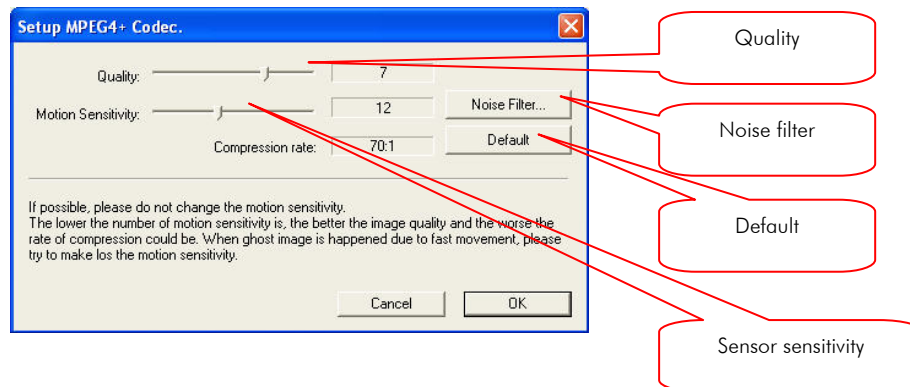 Setup MPEG4+ Codec.
Quality
Quality: 7
Motion Sensitivity: 12 Noise Filter...
Noise filter
Compression rate: 70:1 Default
If possible, please do not change the motion sensitivity.
The lower the number of motion sensitivity is, the better the image quality and the worse the
rate of compression could be. When ghost image is happened due to fast movement, please
try to make los the motion sensitivity.
Default
Cancel OK
Sensor sensitivity